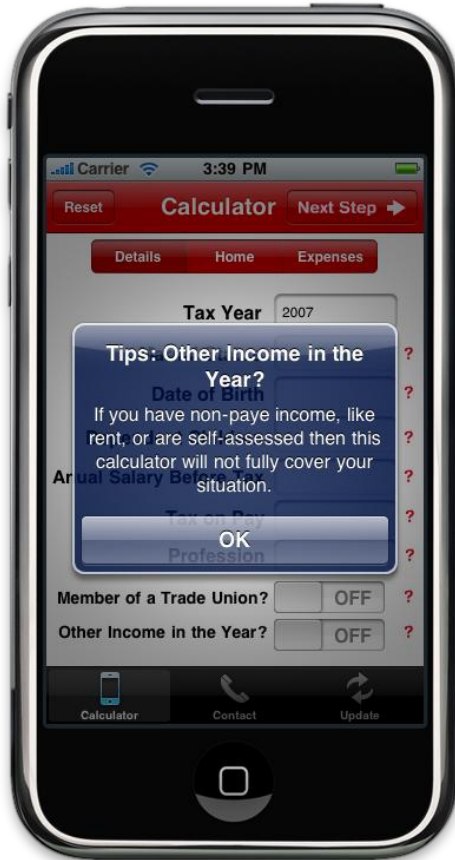 Carrier 3:39 PM
Reset Calculator Next Step
Details Home Expenses
Tax Year 2007
Tips: Other Income in the
Year?
?
Date of Birth
If you have non-paye income, like
rent, or are self-assessed then this
?
calculator will not fully cover your
situation.
Anual Salary Before Tax ?
Tax on Pay ?
OK
Profession ?
Member of a Trade Union? OFF ?
Other Income in the Year? OFF ?
Calculator Contact Update